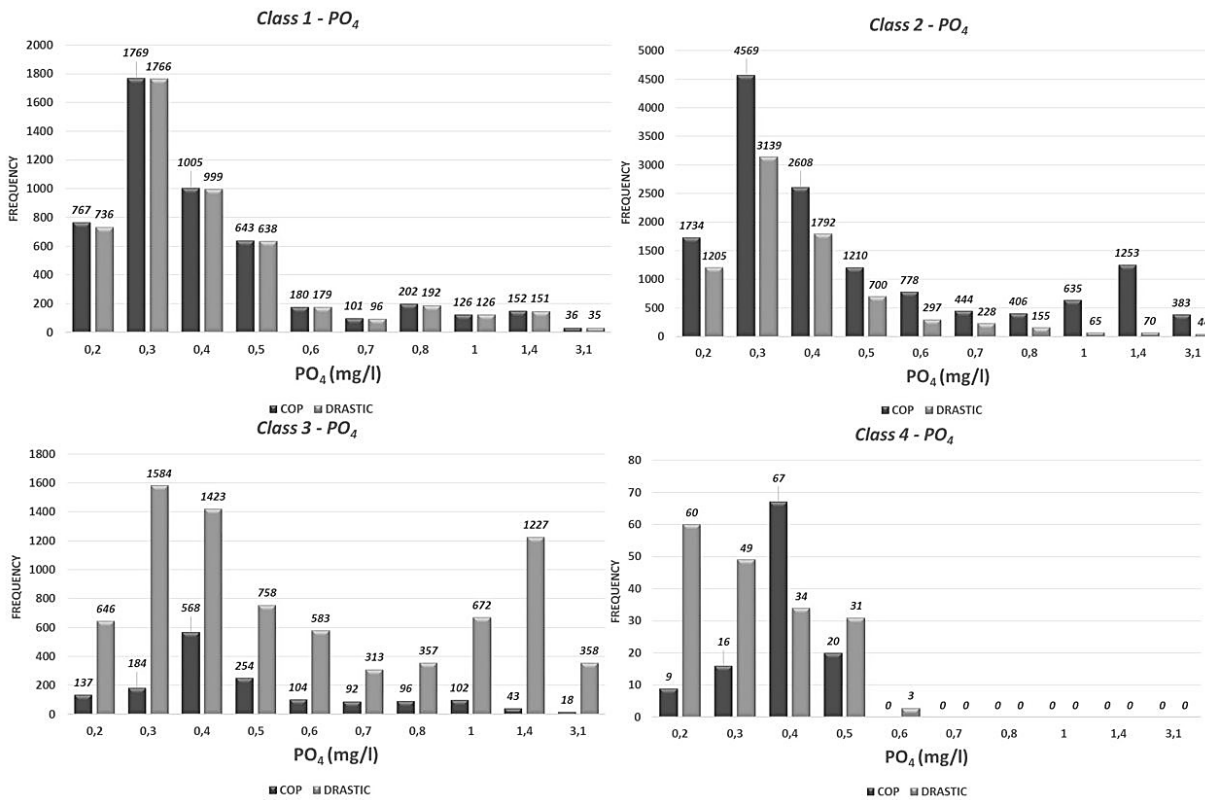 Class 1 - PO4
2000
1800
1600
1400
1200
1000
800
600
400
200
0
FREQUENCY
767 736 1769 1766 1005 999 643 638 180 179 101 96 202 192 126 126 152 151 36 35
0,2 0,3 0,4 0,5 0,6 0,7 0,8 1 1,4 3,1
PO4 (mg/l)
COP DRASTIC
Class 2 - PO4
5000
4500
4000
3500
3000
2500
2000
1500
1000
500
0
FREQUENCY
1734 1205 4569 3139 2608 1792 1210 700 778 297 444 228 406 155 635 65 1253 70 383
0,2 0,3 0,4 0,5 0,6 0,7 0,8 1 1,4 3,1
PO4 (mg/l)
COP DRASTIC
Class 3 - PO4
1800
1600
1400
1200
1000
800
600
400
200
0
FREQUENCY
137 646 184 1584 568 1423 254 758 104 583 92 313 96 357 102 672 43 1227 18 358
0,2 0,3 0,4 0,5 0,6 0,7 0,8 1 1,4 3,1
PO4 (mg/l)
COP DRASTIC
Class 4 - PO4
80
70
60
50
40
30
20
10
0
FREQUENCY
9 60 16 49 67 34 20 31 0 3 0 0 0 0 0 0 0 0 0 0
0,2 0,3 0,4 0,5 0,6 0,7 0,8 1 1,4 3,1
PO4 (mg/l)
COP DRASTIC